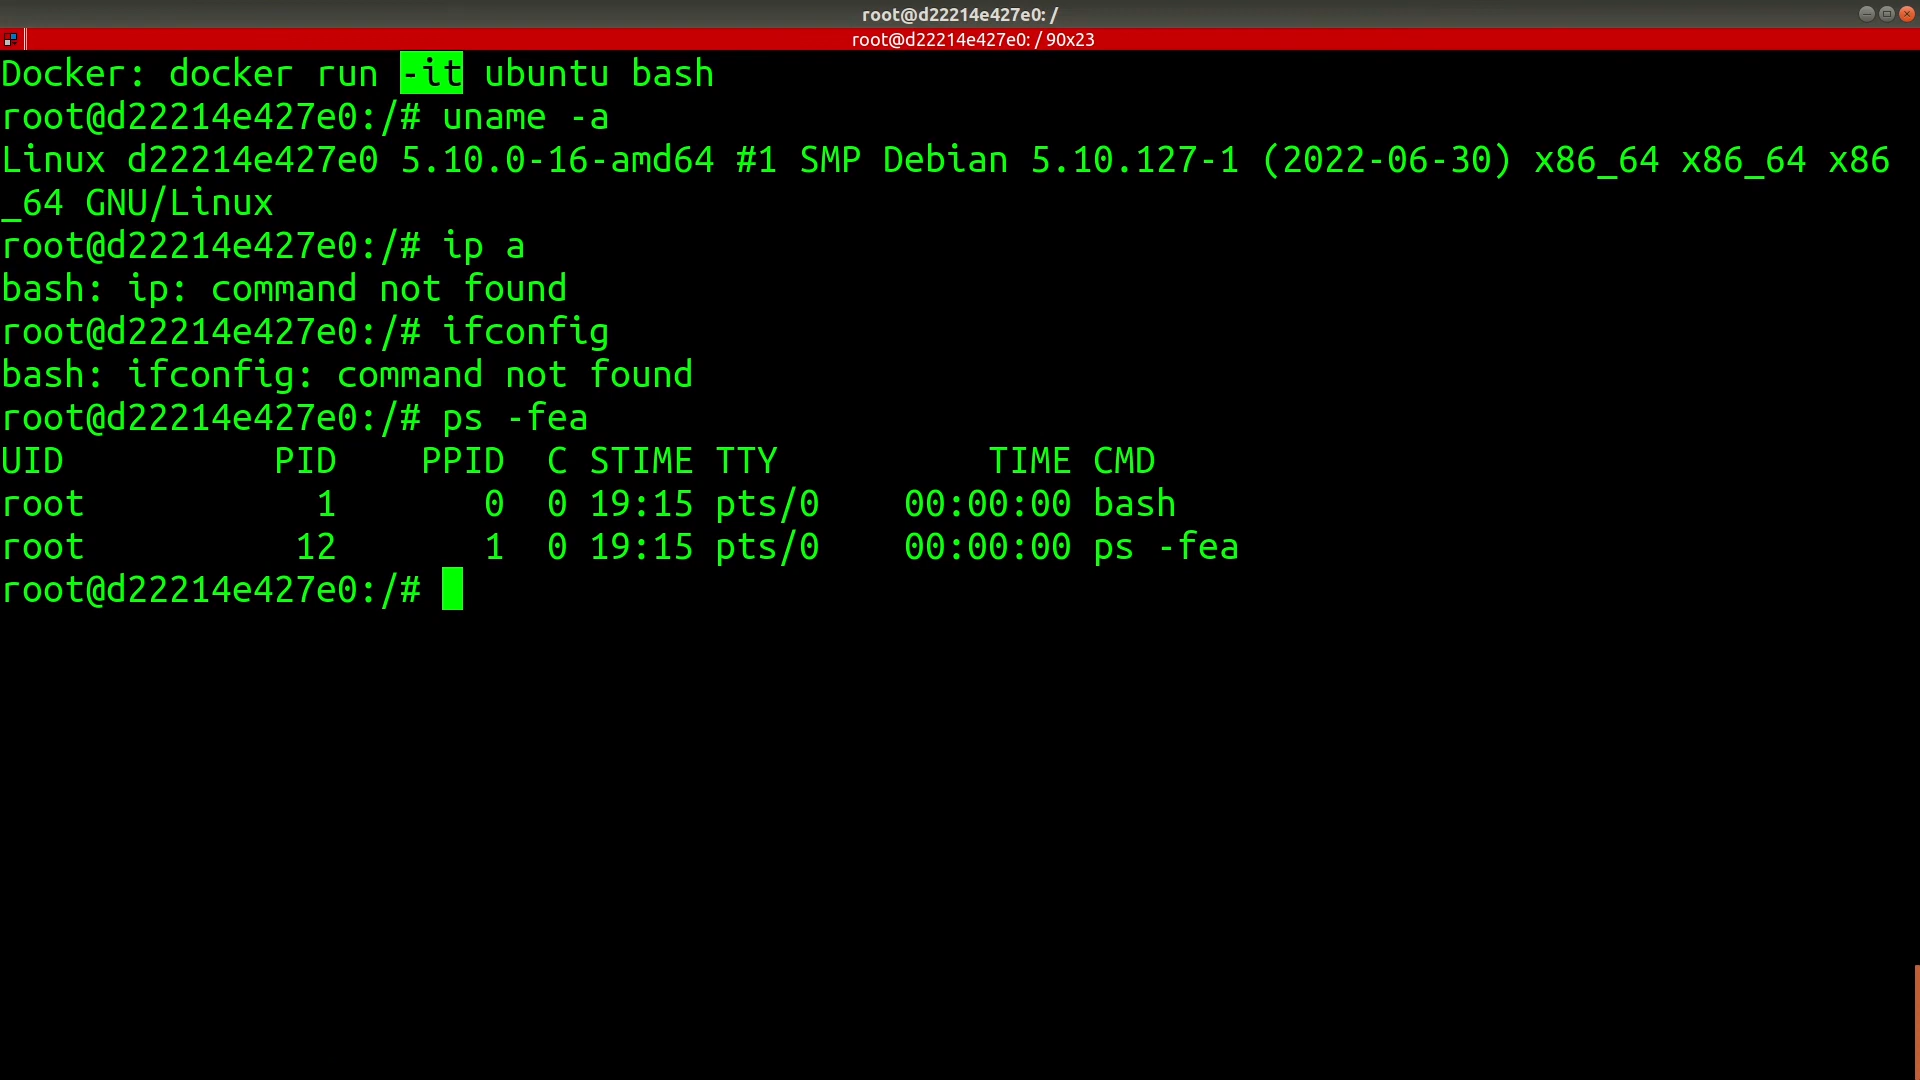 root@d22214e427e0: /
root@d22214e427e0: / 90x23
Docker: docker run -it ubuntu bash
root@d22214e427e0:/# uname -a
Linux d22214e427e0 5.10.0-16-amd64 #1 SMP Debian 5.10.127-1 (2022-06-30) x86_64 x86_64 x86
_64 GNU/Linux
root@d22214e427e0:/# ip a
bash: ip: command not found
root@d22214e427e0:/# ifconfig
bash: ifconfig: command not found
root@d22214e427e0:/# ps -fea
UID          PID    PPID  C STIME TTY          TIME CMD
root           1       0  0 19:15 pts/0    00:00:00 bash
root          12       1  0 19:15 pts/0    00:00:00 ps -fea
root@d22214e427e0:/#